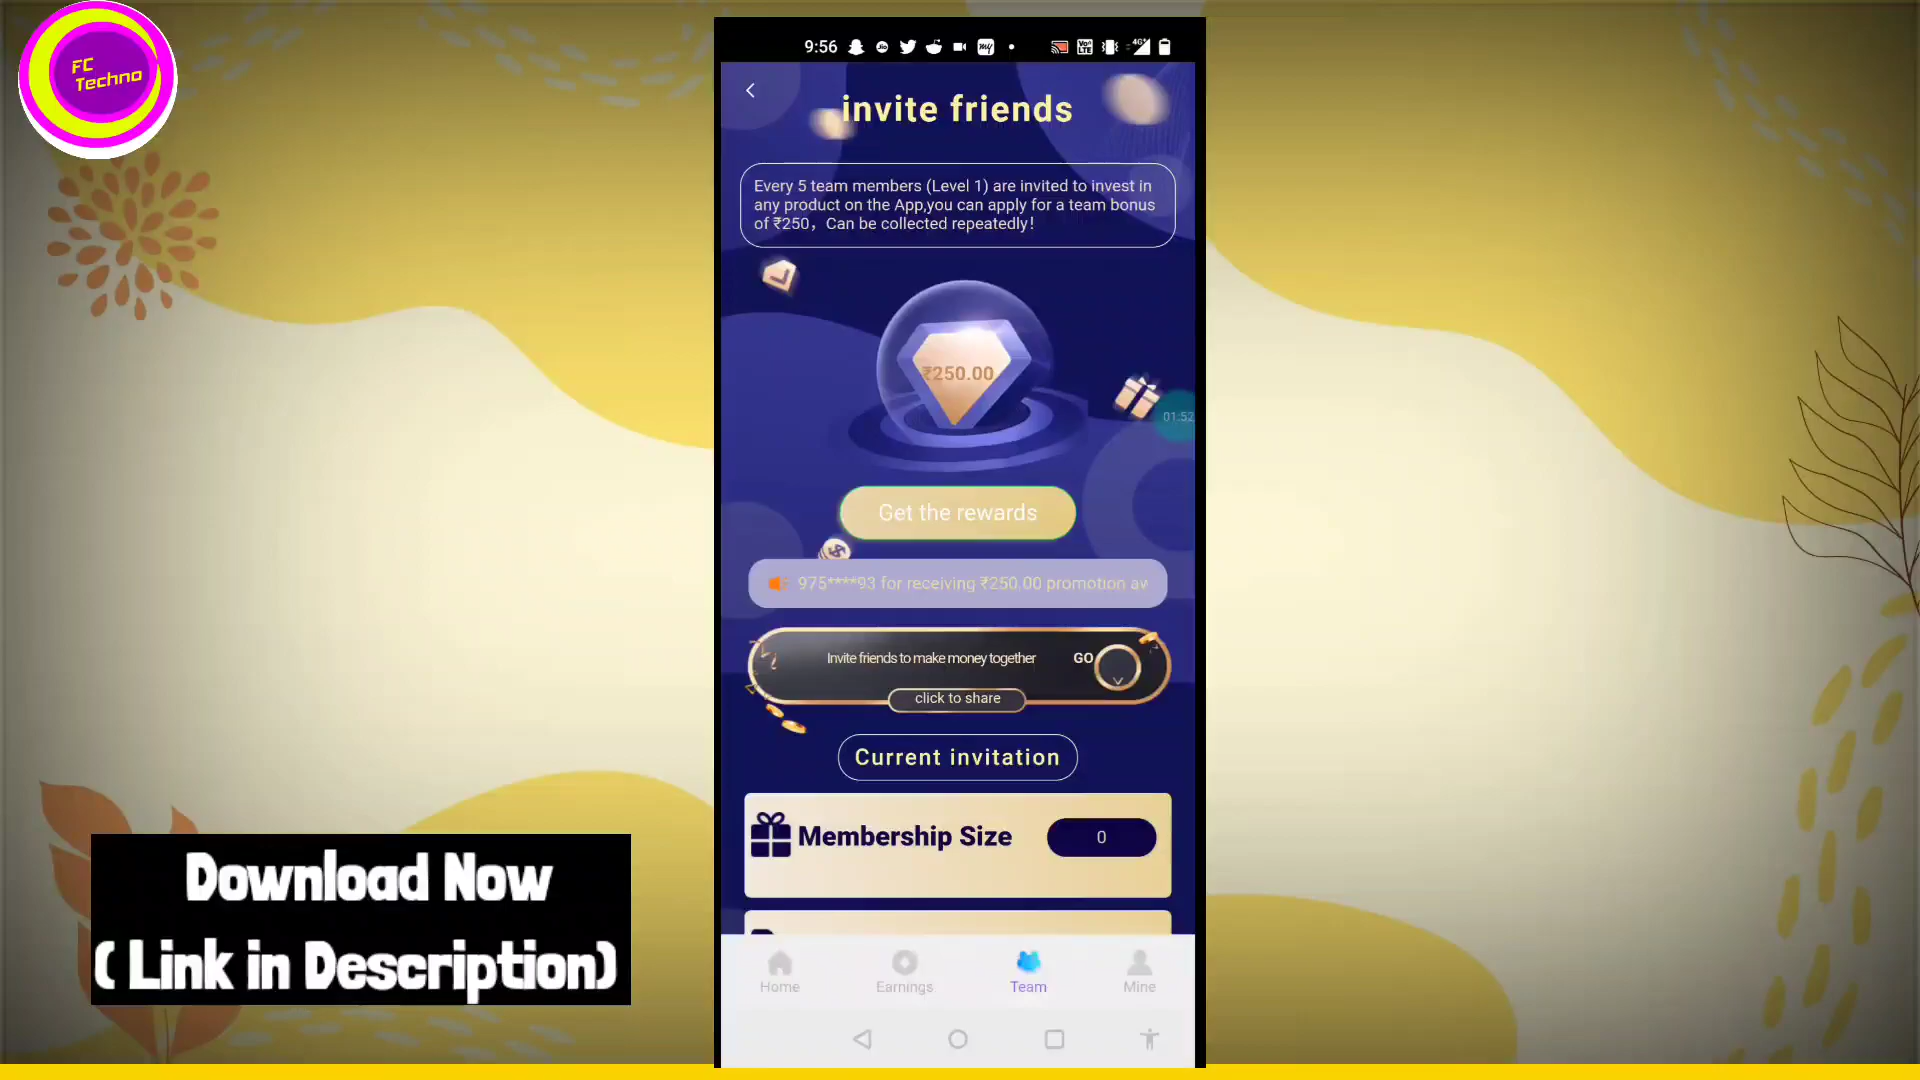 FC
Techno
9:56
4G+
invite friends
Every 5 team members (Level 1) are invited to invest in
any product on the App,you can apply for a team bonus
of ₹250，Can be collected repeatedly!
₹250.00
01:52
Get the rewards
975****93 for receiving ₹250.00 promotion aw
Invite friends to make money together
GO
click to share
Current invitation
Membership Size
0
Home
Earnings
Team
Mine
Download Now
( Link in Description)